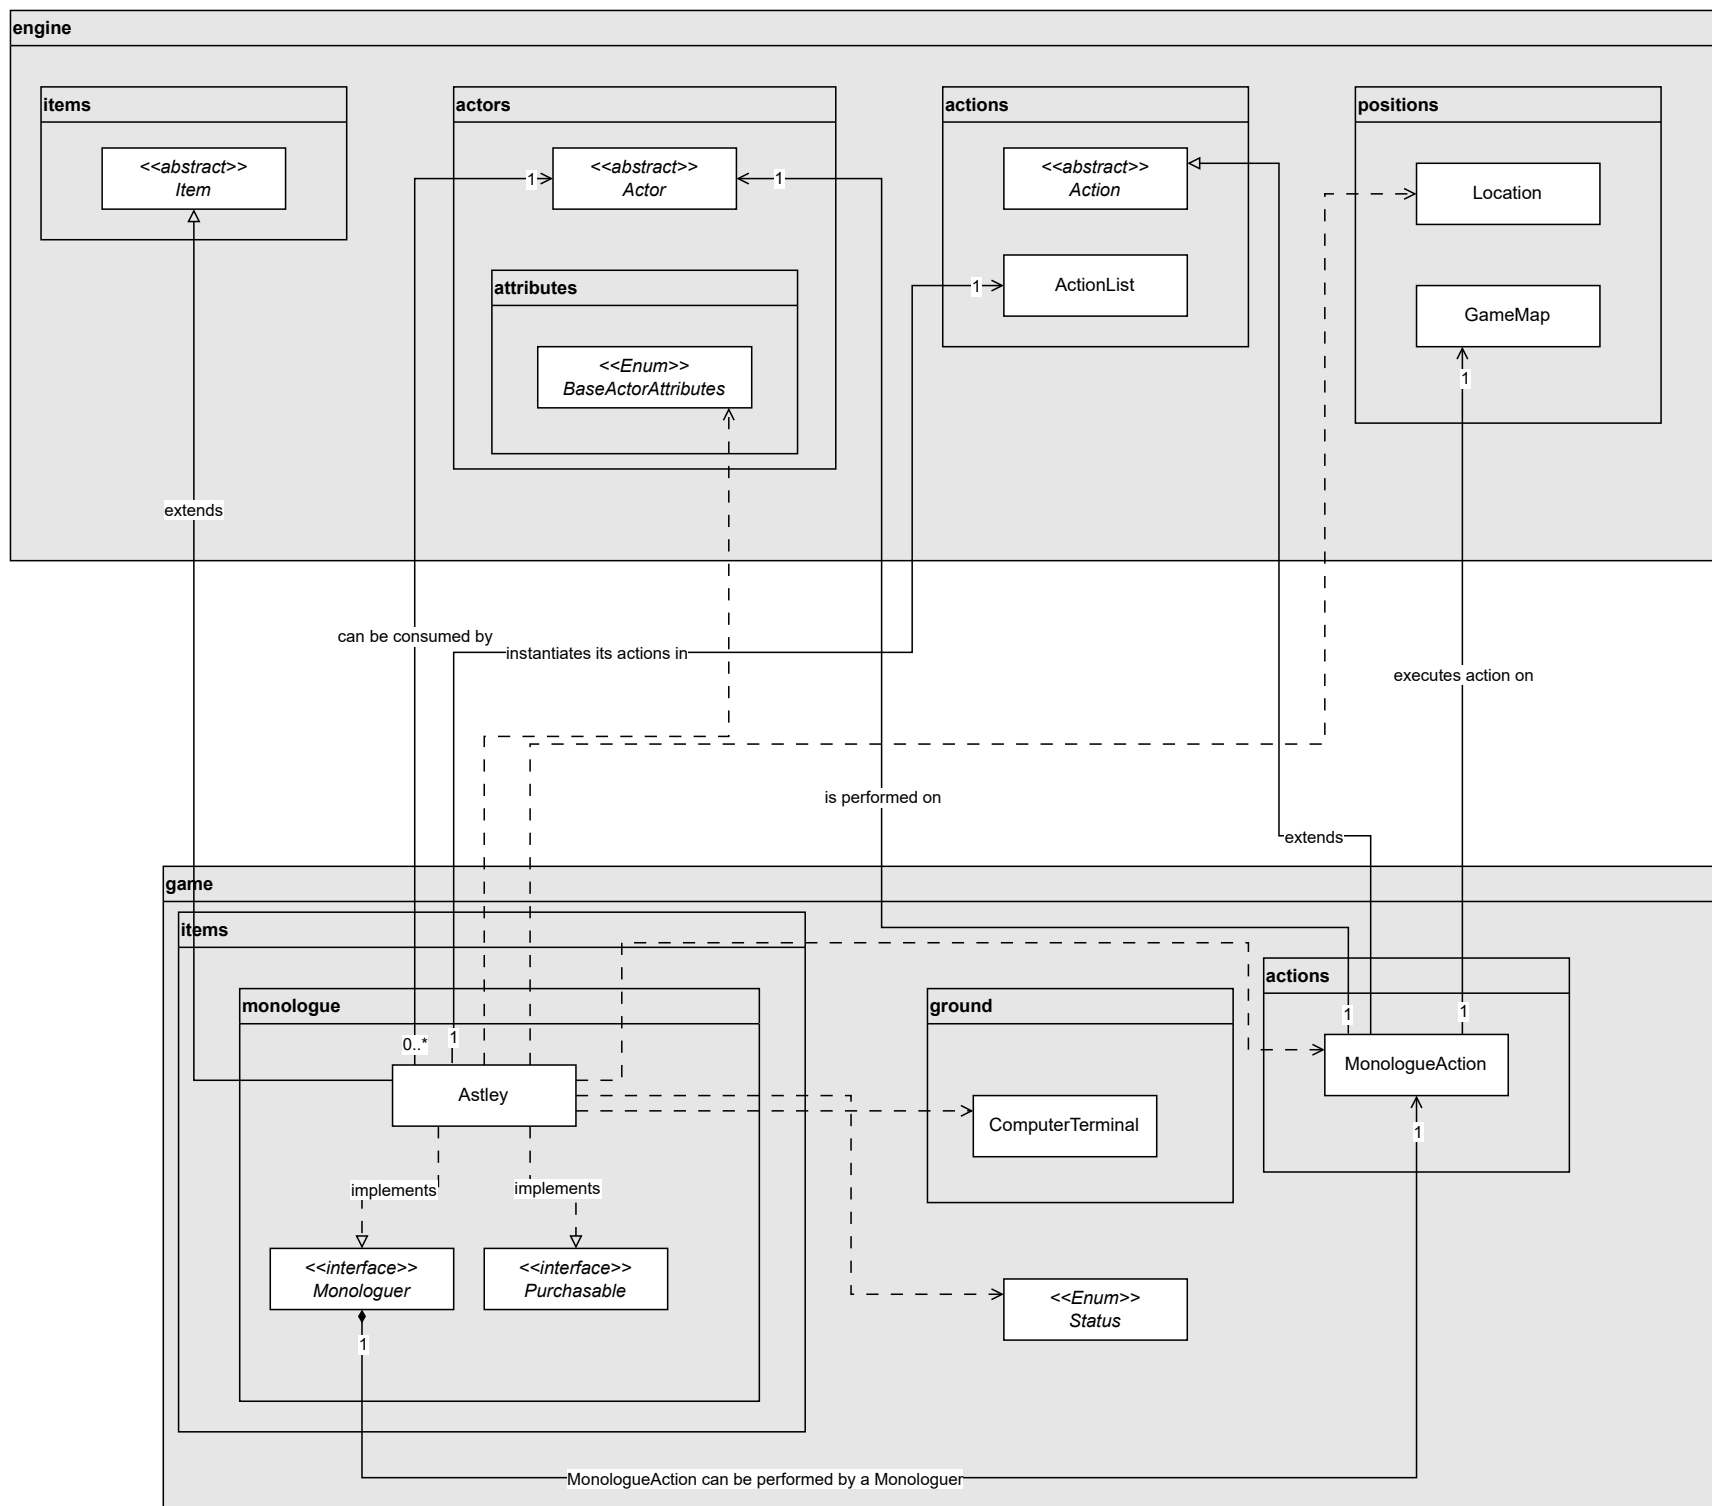 engine
items
actors
actions
positions
<<abstract>>
Item
1
<<abstract>>
Actor
1
<<abstract>>
Action
Location
attributes
1
ActionList
GameMap
<<Enum>>
BaseActorAttributes
1
extends
can be consumed by
instantiates its actions in
executes action on
is performed on
extends
game
items
actions
monologue
ground
0..*
1
1
1
Astley
MonologueAction
ComputerTerminal
1
implements
implements
<<interface>>
Monologuer
<<interface>>
Purchasable
<<Enum>>
Status
1
MonologueAction can be performed by a Monologuer